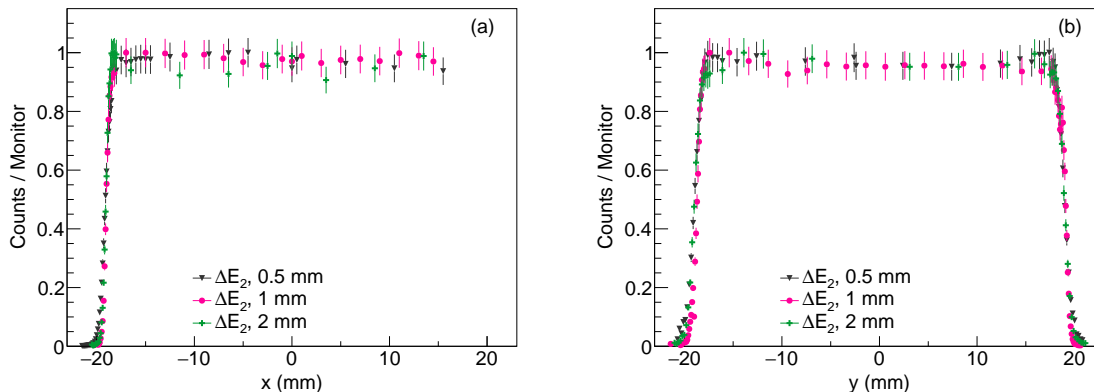 (a)
Counts / Monitor
1
0.8
0.6
0.4
0.2
0
ΔE₂, 0.5 mm
ΔE₂, 1 mm
ΔE₂, 2 mm
−20 −10 0 10 20
x (mm)
(b)
Counts / Monitor
1
0.8
0.6
0.4
0.2
0
ΔE₂, 0.5 mm
ΔE₂, 1 mm
ΔE₂, 2 mm
−20 −10 0 10 20
y (mm)